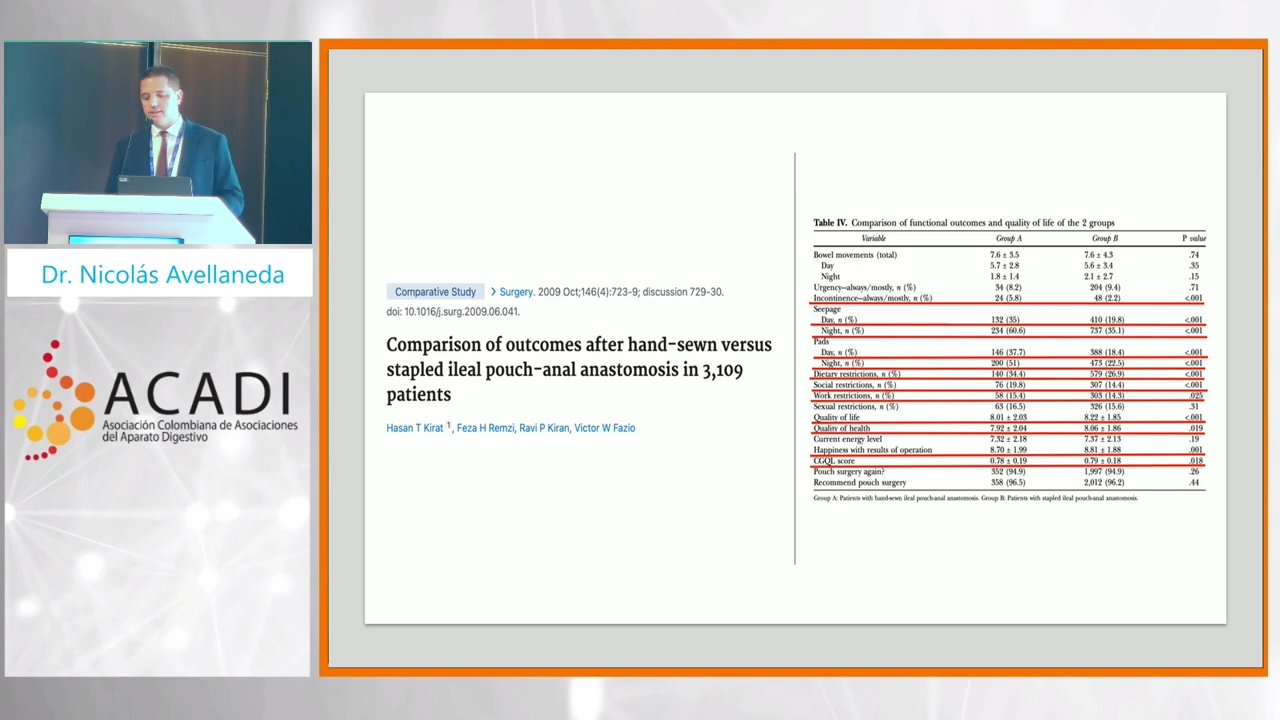 Dr. Nicolás Avellaneda
ACADI
Asociación Colombiana de Asociaciones
del Aparato Digestivo
Comparative Study > Surgery. 2009 Oct;146(4):723-9; discussion 729-30.
doi: 10.1016/j.surg.2009.06.041.
Comparison of outcomes after hand-sewn versus
stapled ileal pouch-anal anastomosis in 3,109
patients
Hasan T Kirat 1, Feza H Remzi, Ravi P Kiran, Victor W Fazio
Table IV. Comparison of functional outcomes and quality of life of the 2 groups
Variable Group A Group B P value
Bowel movements (total) 7.6 ± 3.5 7.6 ± 4.3 .74
Day 5.7 ± 2.8 5.6 ± 3.4 .35
Night 1.8 ± 1.4 2.1 ± 2.7 .15
Urgency—always/mostly, n (%) 34 (8.2) 204 (9.4) .71
Incontinence—always/mostly, n (%) 24 (5.8) 48 (2.2) <.001
Seepage
Day, n (%) 132 (35) 410 (19.8) <.001
Night, n (%) 234 (60.6) 737 (35.1) <.001
Pads
Day, n (%) 146 (37.7) 388 (18.4) <.001
Night, n (%) 200 (51) 473 (22.5) <.001
Dietary restrictions, n (%) 140 (34.4) 579 (26.9) <.001
Social restrictions, n (%) 76 (19.8) 307 (14.4) <.001
Work restrictions, n (%) 58 (15.4) 303 (14.3) .025
Sexual restrictions, n (%) 63 (16.5) 326 (15.6) .31
Quality of life 8.01 ± 2.03 8.22 ± 1.85 <.001
Quality of health 7.92 ± 2.04 8.06 ± 1.86 .019
Current energy level 7.32 ± 2.18 7.37 ± 2.13 .19
Happiness with results of operation 8.70 ± 1.99 8.81 ± 1.88 .001
CGQL score 0.78 ± 0.19 0.79 ± 0.18 .018
Pouch surgery again? 352 (94.9) 1,997 (94.9) .26
Recommend pouch surgery 358 (96.5) 2,012 (96.2) .44
Group A: Patients with hand-sewn ileal pouch-anal anastomosis. Group B: Patients with stapled ileal pouch-anal anastomosis.